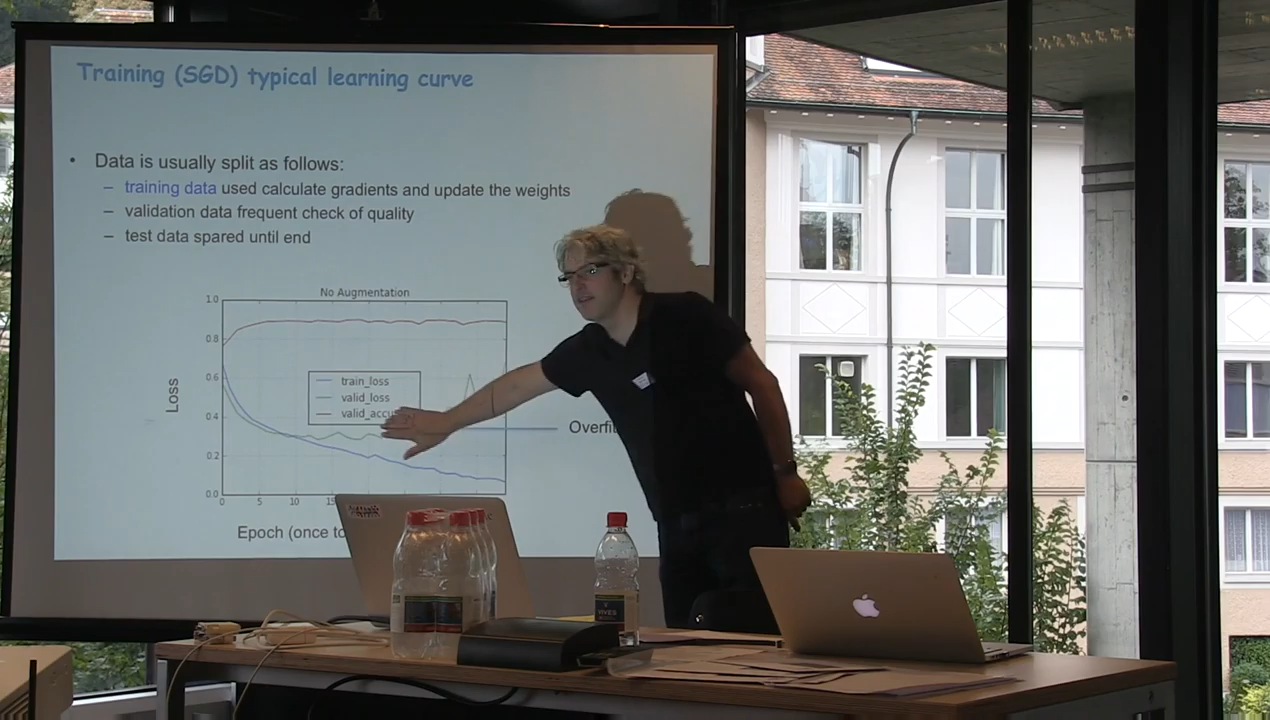 Training (SGD) typical learning curve
• Data is usually split as follows:
– training data used calculate gradients and update the weights
– validation data frequent check of quality
– test data spared until end
No Augmentation
1.0
0.8
0.6
0.4
0.2
0.0
Loss
train_loss
valid_loss
valid_accu
Overfi
0 5 10
Epoch (once to
VIVES